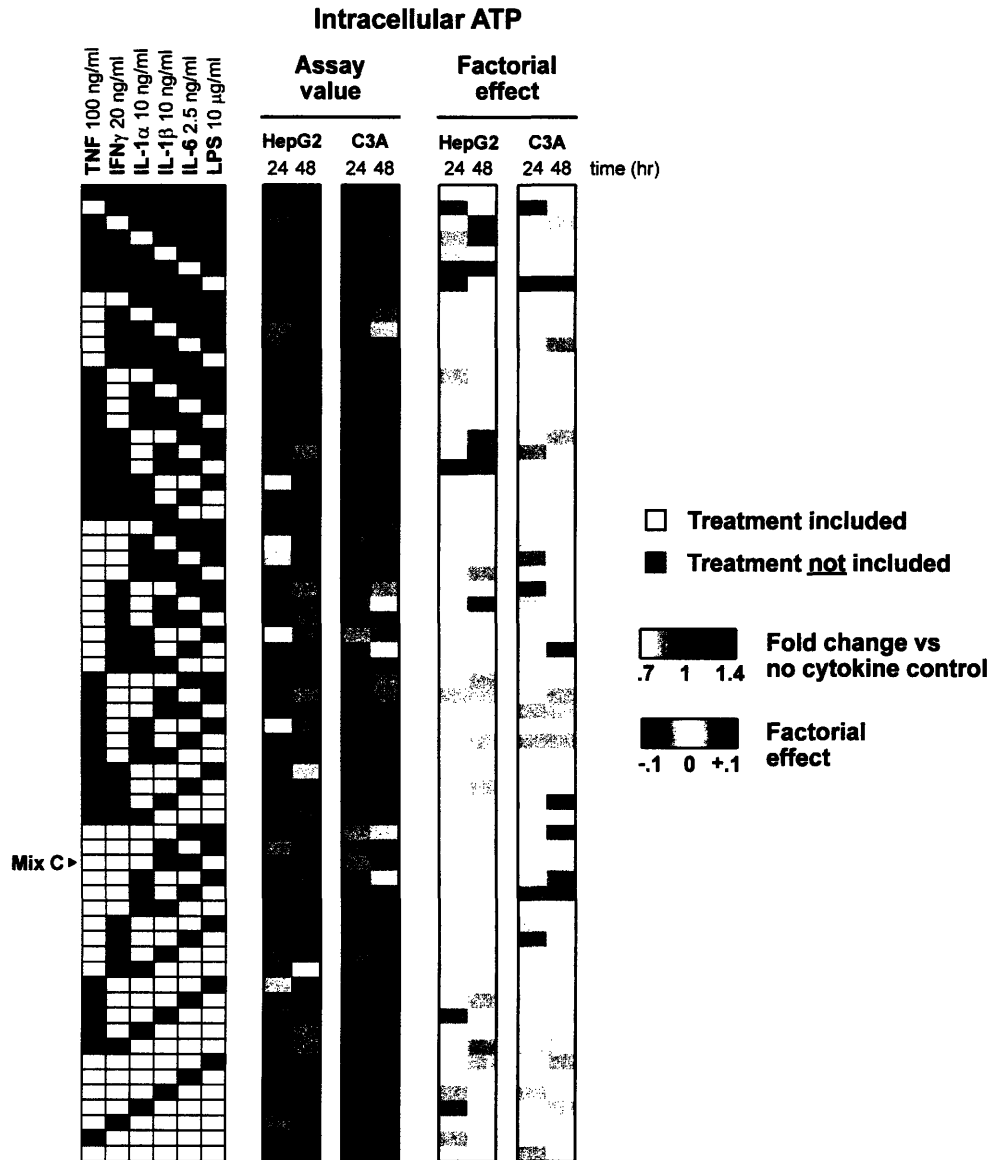 Intracellular ATP
Assay value
Factorial effect
TNF 100 ng/ml
IFNγ 20 ng/ml
IL-1α 10 ng/ml
IL-1β 10 ng/ml
IL-6 2.5 ng/ml
LPS 10 μg/ml
HepG2 C3A HepG2 C3A
24 48 24 48 24 48 24 48 time (hr)
Treatment included
Treatment not included
Fold change vs
no cytokine control
.7 1 1.4
Factorial
effect
-.1 0 +.1
Mix C